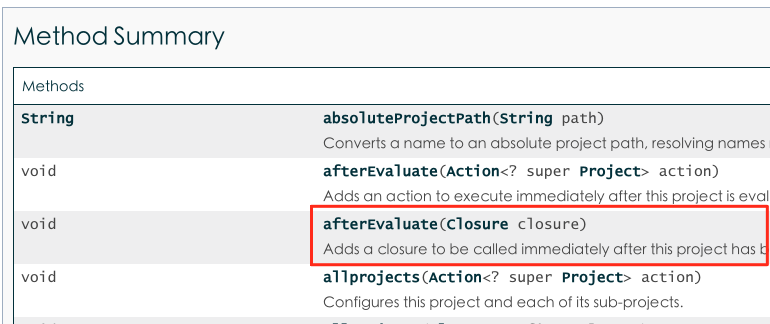 Method Summary
Methods
String absoluteProjectPath(String path)
Converts a name to an absolute project path, resolving names
void afterEvaluate(Action<? super Project> action)
Adds an action to execute immediately after this project is eval
void afterEvaluate(Closure closure)
Adds a closure to be called immediately after this project has b
void allprojects(Action<? super Project> action)
Configures this project and each of its sub-projects.